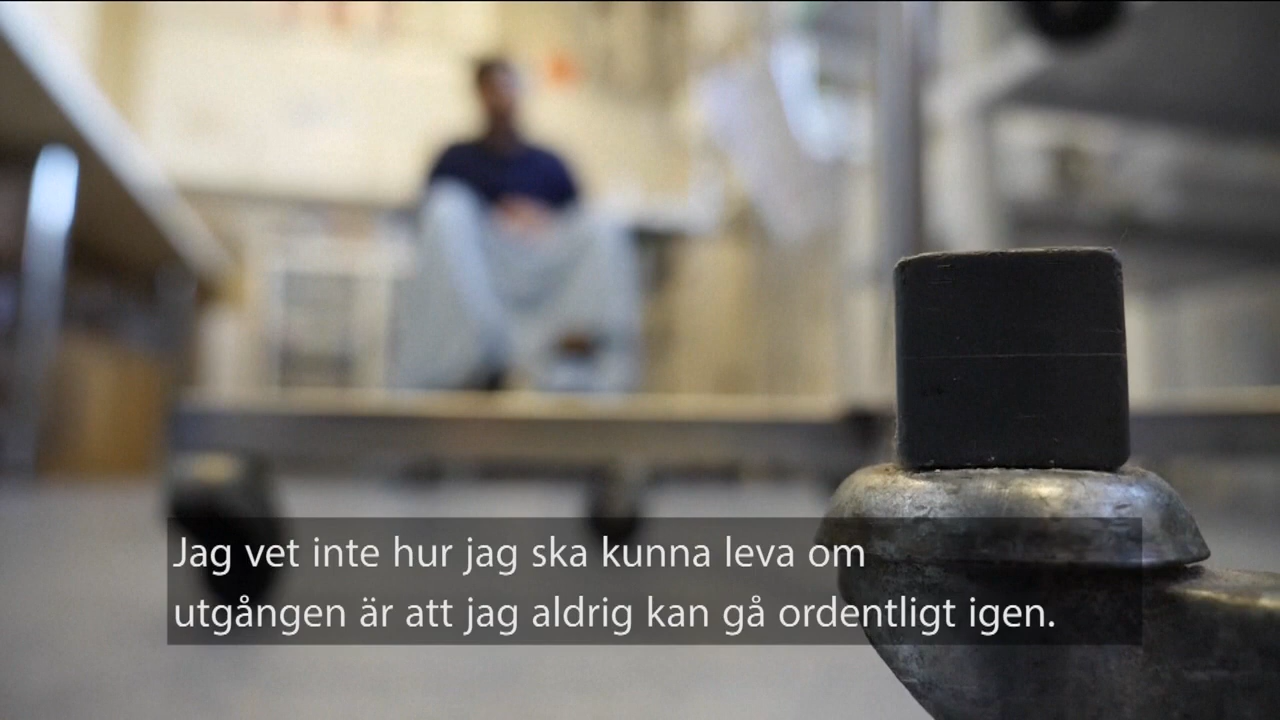 Jag vet inte hur jag ska kunna leva om
utgången är att jag aldrig kan gå ordentligt igen.